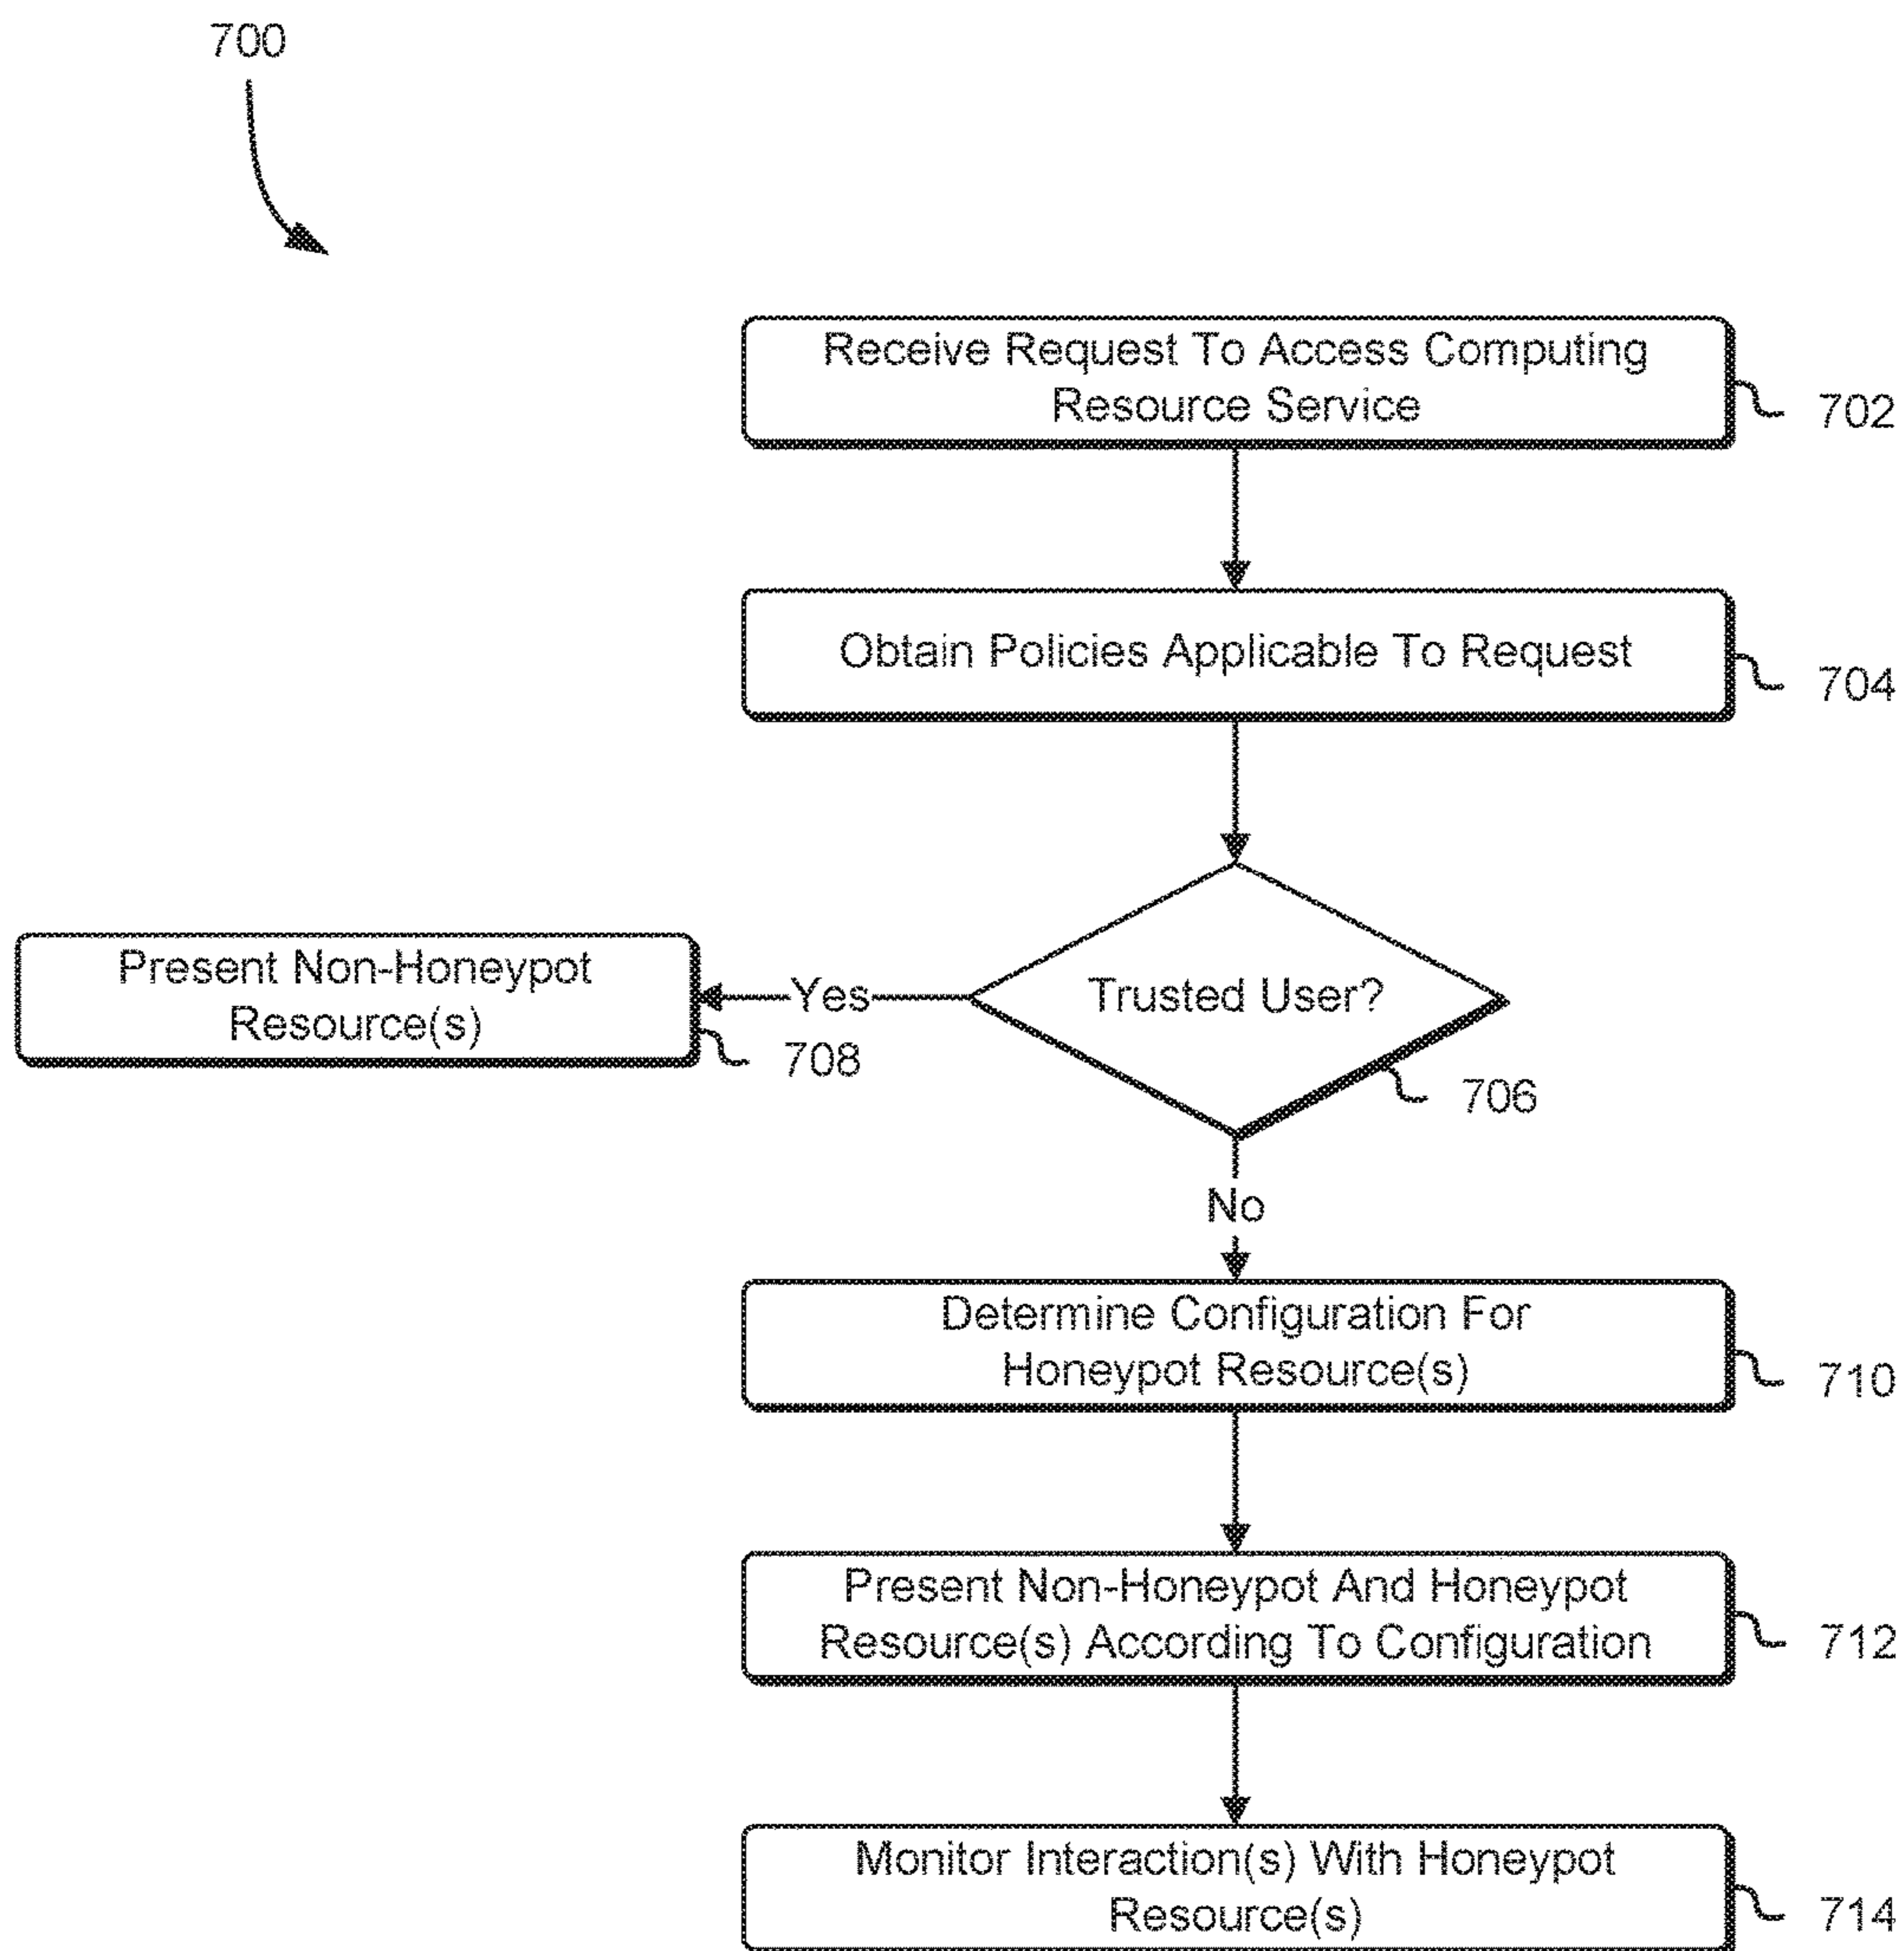 700
Receive Request To Access Computing
Resource Service
702
Obtain Policies Applicable To Request
704
Trusted User?
706
Yes
Present Non-Honeypot
Resource(s)
708
No
Determine Configuration For
Honeypot Resource(s)
710
Present Non-Honeypot And Honeypot
Resource(s) According To Configuration
712
Monitor Interaction(s) With Honeypot
Resource(s)
714